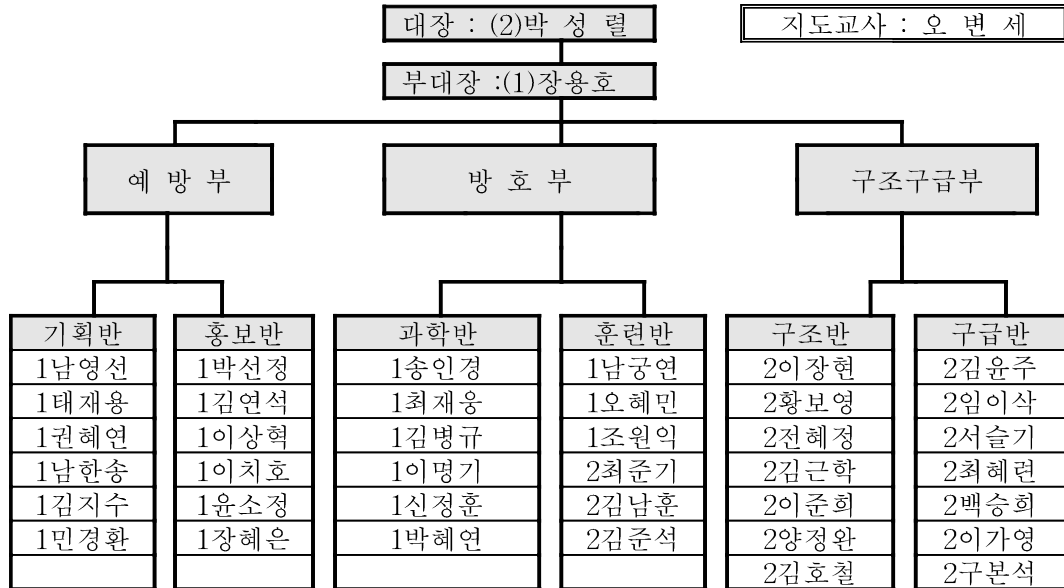 대장 : (2)박 성 렬
지도교사 : 오 변 세
부대장 :(1)장용호
예 방 부
방 호 부
구조구급부
기획반 홍보반 과학반 훈련반 구조반 구급반
1남영선 1박선정 1송인경 1남궁연 2이장현 2김윤주
1태재용 1김연석 1최재웅 1오혜민 2황보영 2임이삭
1권혜연 1이상혁 1김병규 1조원익 2전혜정 2서슬기
1남한송 1이치호 1이명기 2최준기 2김근학 2최혜련
1김지수 1윤소정 1신정훈 2김남훈 2이준희 2백승희
1민경환 1장혜은 1박혜연 2김준석 2양정완 2이가영
2김호철 2구본석